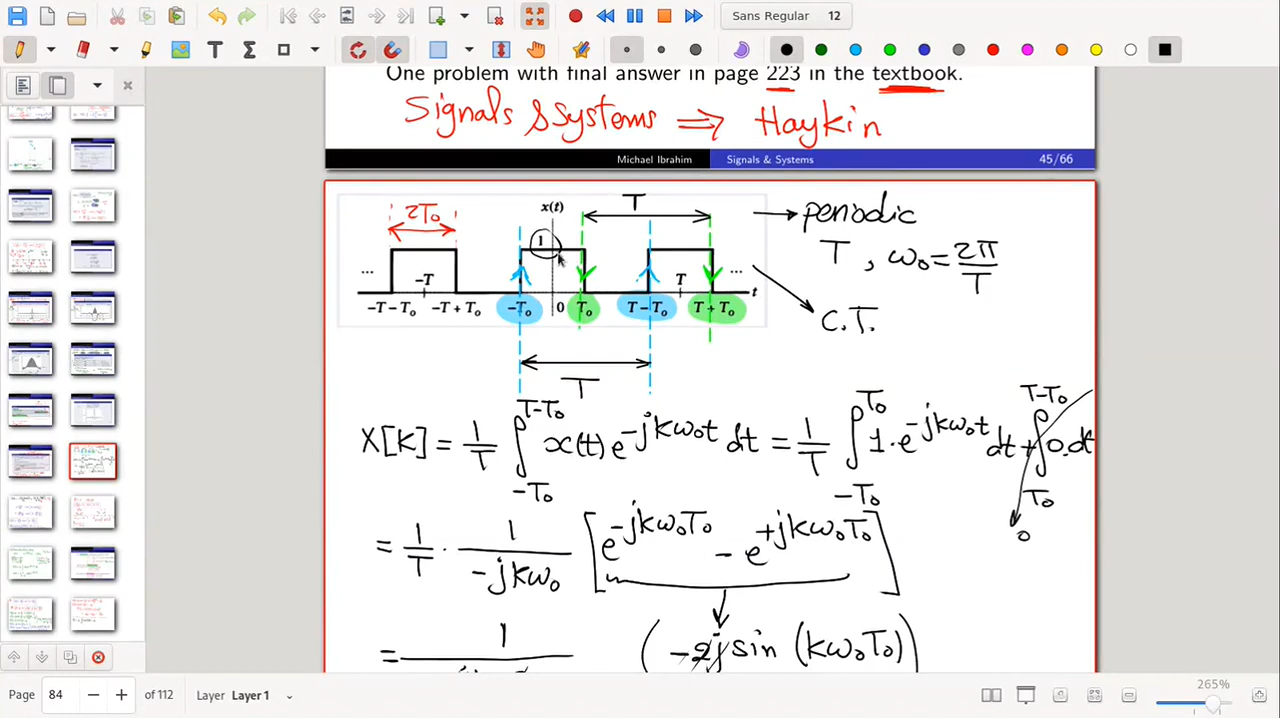 Sans Regular 12
One problem with final answer in page 223 in the textbook.
Signals & Systems ⇒ Haykin
Michael Ibrahim Signals & Systems 45/66
2T₀ x(t) T → periodic
1 T , ω₀ = 2π/T
... −T T ...
−T − T₀ −T + T₀ −T₀ 0 T₀ T − T₀ T + T₀ t
C.T.
T
X[K] = 1/T ∫_{-T₀}^{T-T₀} x(t) e^{-jkω₀t} dt = 1/T ∫_{-T₀}^{T₀} 1·e^{-jkω₀t} dt + ∫_{T₀}^{T-T₀} 0.dt
0
= 1/T · 1/(-jkω₀) [e^{-jkω₀T₀} - e^{+jkω₀T₀}]
= 1 (-2j sin (kω₀T₀))
Page 84 of 112 Layer Layer 1 265%